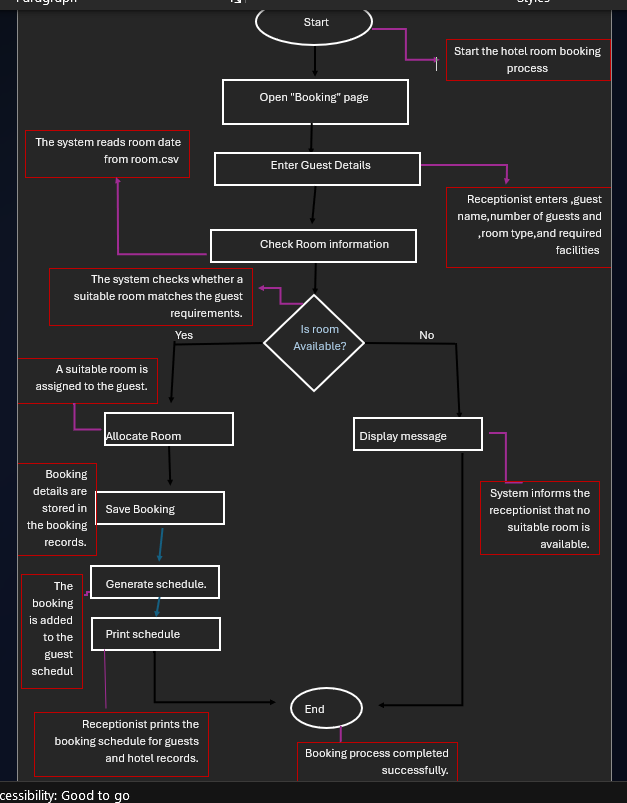 Paragraph
Styles
Start
Start the hotel room booking
process
Open "Booking" page
The system reads room date
from room.csv
Enter Guest Details
Receptionist enters ,guest
name,number of guests and
,room type,and required
facilities
Check Room information
The system checks whether a
suitable room matches the guest
requirements.
Is room
Available?
Yes
No
A suitable room is
assigned to the guest.
Allocate Room
Display message
Booking
details are
stored in
the booking
records.
Save Booking
System informs the
receptionist that no
suitable room is
available.
The
booking
is added
to the
guest
schedul
Generate schedule.
Print schedule
End
Receptionist prints the
booking schedule for guests
and hotel records.
Booking process completed
successfully.
cessibility: Good to go